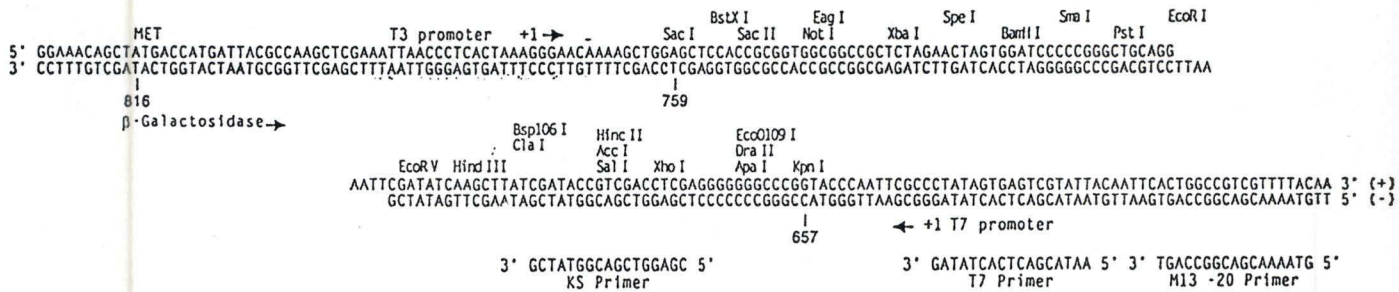 BstX I Eag I Spe I Sma I EcoR I
MET T3 promoter +1 → Sac I Sac II Not I Xba I BamH I Pst I
5' GGAAACAGCTATGACCATGATTACGCCAAGCTCGAAATTAACCCTCACTAAAGGGAACAAAAGCTGGAGCTCCACCGCGGTGGCGGCCGCTCTAGAACTAGTGGATCCCCCGGGCTGCAGG
3' CCTTTGTCGATACTGGTACTAATGCGGTTCGAGCTTTAATTGGGAGTGATTTCCCTTGTTTTCGACCTCGAGGTGGCGCCACCGCCGGCGAGATCTTGATCACCTAGGGGGCCCGACGTCCTTAA
816 759
β-Galactosidase→
Bsp106 I Hinc II EcoO109 I
Cla I Acc I Dra II
EcoR V Hind III Sal I Xho I Apa I Kpn I
AATTCGATATCAAGCTTATCGATACCGTCGACCTCGAGGGGGGGCCCGGTACCCAATTCGCCCTATAGTGAGTCGTATTACAATTCACTGGCCGTCGTTTTACAA 3' (+)
GCTATAGTTCGAATAGCTATGGCAGCTGGAGCTCCCCCCCGGGCCATGGGTTAAGCGGGATATCACTCAGCATAATGTTAAGTGACCGGCAGCAAAATGTT 5' (-)
657 ← +1 T7 promoter
3' GCTATGGCAGCTGGAGC 5' 3' GATATCACTCAGCATAA 5' 3' TGACCGGCAGCAAAATG 5'
KS Primer T7 Primer M13 -20 Primer